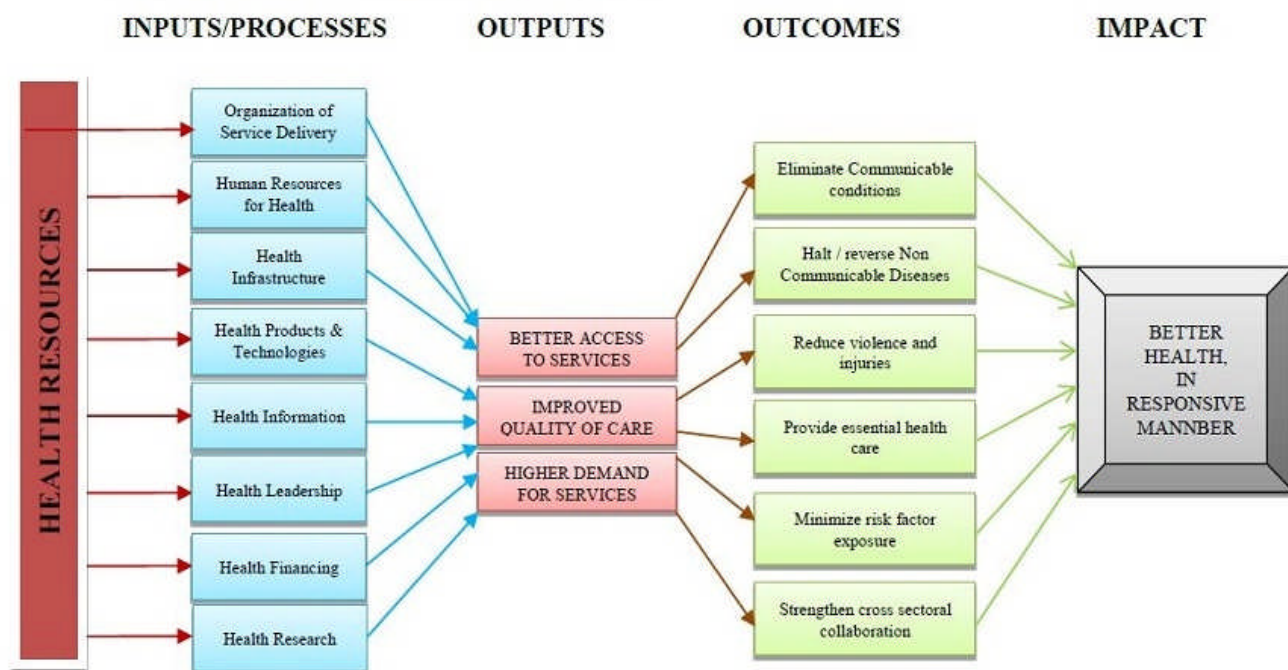 INPUTS/PROCESSES
OUTPUTS
OUTCOMES
IMPACT
HEALTH RESOURCES
Organization of
Service Delivery
Human Resources
for Health
Health
Infrastructure
Health Products &
Technologies
Health Information
Health Leadership
Health Financing
Health Research
BETTER ACCESS
TO SERVICES
IMPROVED
QUALITY OF CARE
HIGHER DEMAND
FOR SERVICES
Eliminate Communicable
conditions
Halt / reverse Non
Communicable Diseases
Reduce violence and
injuries
Provide essential health
care
Minimize risk factor
exposure
Strengthen cross sectoral
collaboration
BETTER
HEALTH,
IN
RESPONSIVE
MANNBER